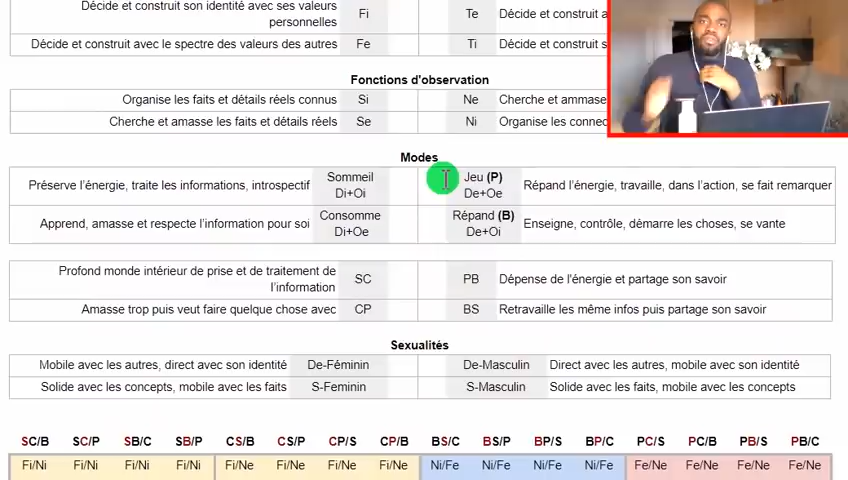 Décide et construit son identité avec ses valeurs
personnelles
Fi
Te
Décide et construit a
Décide et construit avec le spectre des valeurs des autres
Fe
Ti
Décide et construit s
Fonctions d'observation
Organise les faits et détails réels connus
Si
Ne
Cherche et ammase
Cherche et amasse les faits et détails réels
Se
Ni
Organise les connec
Modes
Préserve l'énergie, traite les informations, introspectif
Sommeil
Di+Oi
Jeu (P)
De+Oe
Répand l'énergie, travaille, dans l'action, se fait remarquer
Apprend, amasse et respecte l'information pour soi
Consomme
Di+Oe
Répand (B)
De+Oi
Enseigne, contrôle, démarre les choses, se vante
Profond monde intérieur de prise et de traitement de
l'information
SC
PB
Dépense de l'énergie et partage son savoir
Amasse trop puis veut faire quelque chose avec
CP
BS
Retravaille les même infos puis partage son savoir
Sexualités
Mobile avec les autres, direct avec son identité
De-Féminin
De-Masculin
Direct avec les autres, mobile avec son identité
Solide avec les concepts, mobile avec les faits
S-Feminin
S-Masculin
Solide avec les faits, mobile avec les concepts
SC/B SC/P SB/C SB/P CS/B CS/P CP/S CP/B BS/C BS/P BP/S BP/C PC/S PC/B PB/S PB/C
Fi/Ni Fi/Ni Fi/Ni Fi/Ni Fi/Ne Fi/Ne Fi/Ne Fi/Ne Ni/Fe Ni/Fe Ni/Fe Ni/Fe Fe/Ne Fe/Ne Fe/Ne Fe/Ne